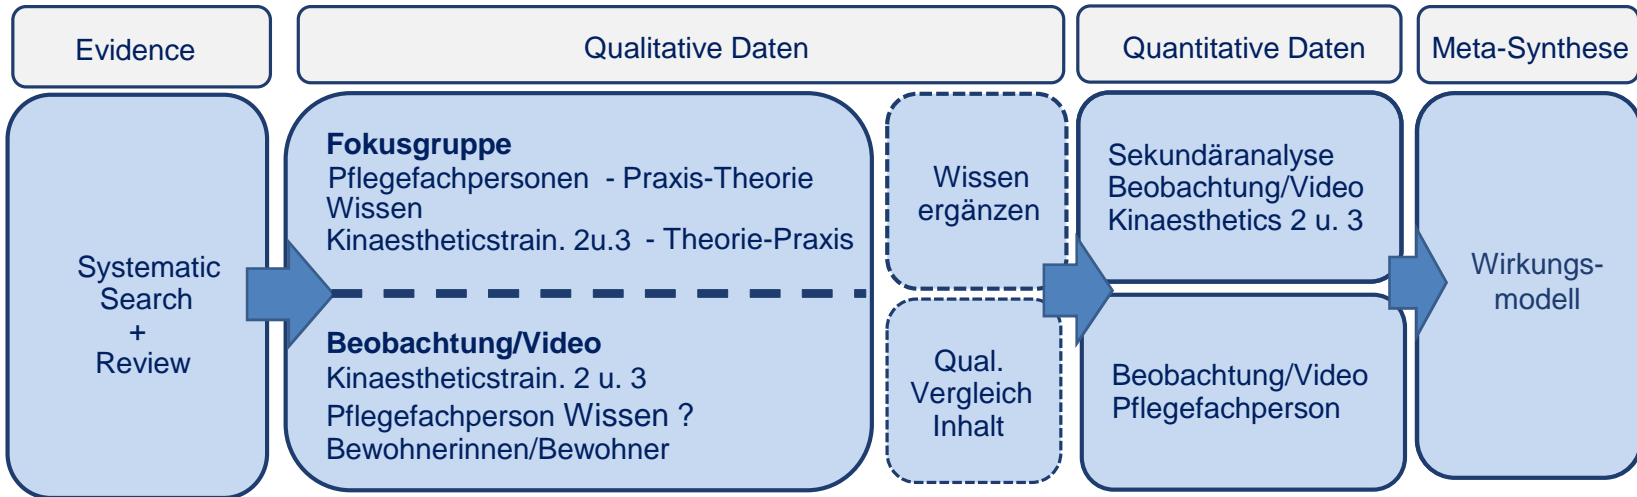 Evidence
Qualitative Daten
Quantitative Daten
Meta-Synthese
Systematic
Search
+
Review
Fokusgruppe
Pflegefachpersonen - Praxis-Theorie
Wissen
Kinaestheticstrain. 2u.3 - Theorie-Praxis
Beobachtung/Video
Kinaestheticstrain. 2 u. 3
Pflegefachperson Wissen ?
Bewohnerinnen/Bewohner
Wissen
ergänzen
Qual.
Vergleich
Inhalt
Sekundäranalyse
Beobachtung/Video
Kinaesthetics 2 u. 3
Beobachtung/Video
Pflegefachperson
Wirkungs-
modell